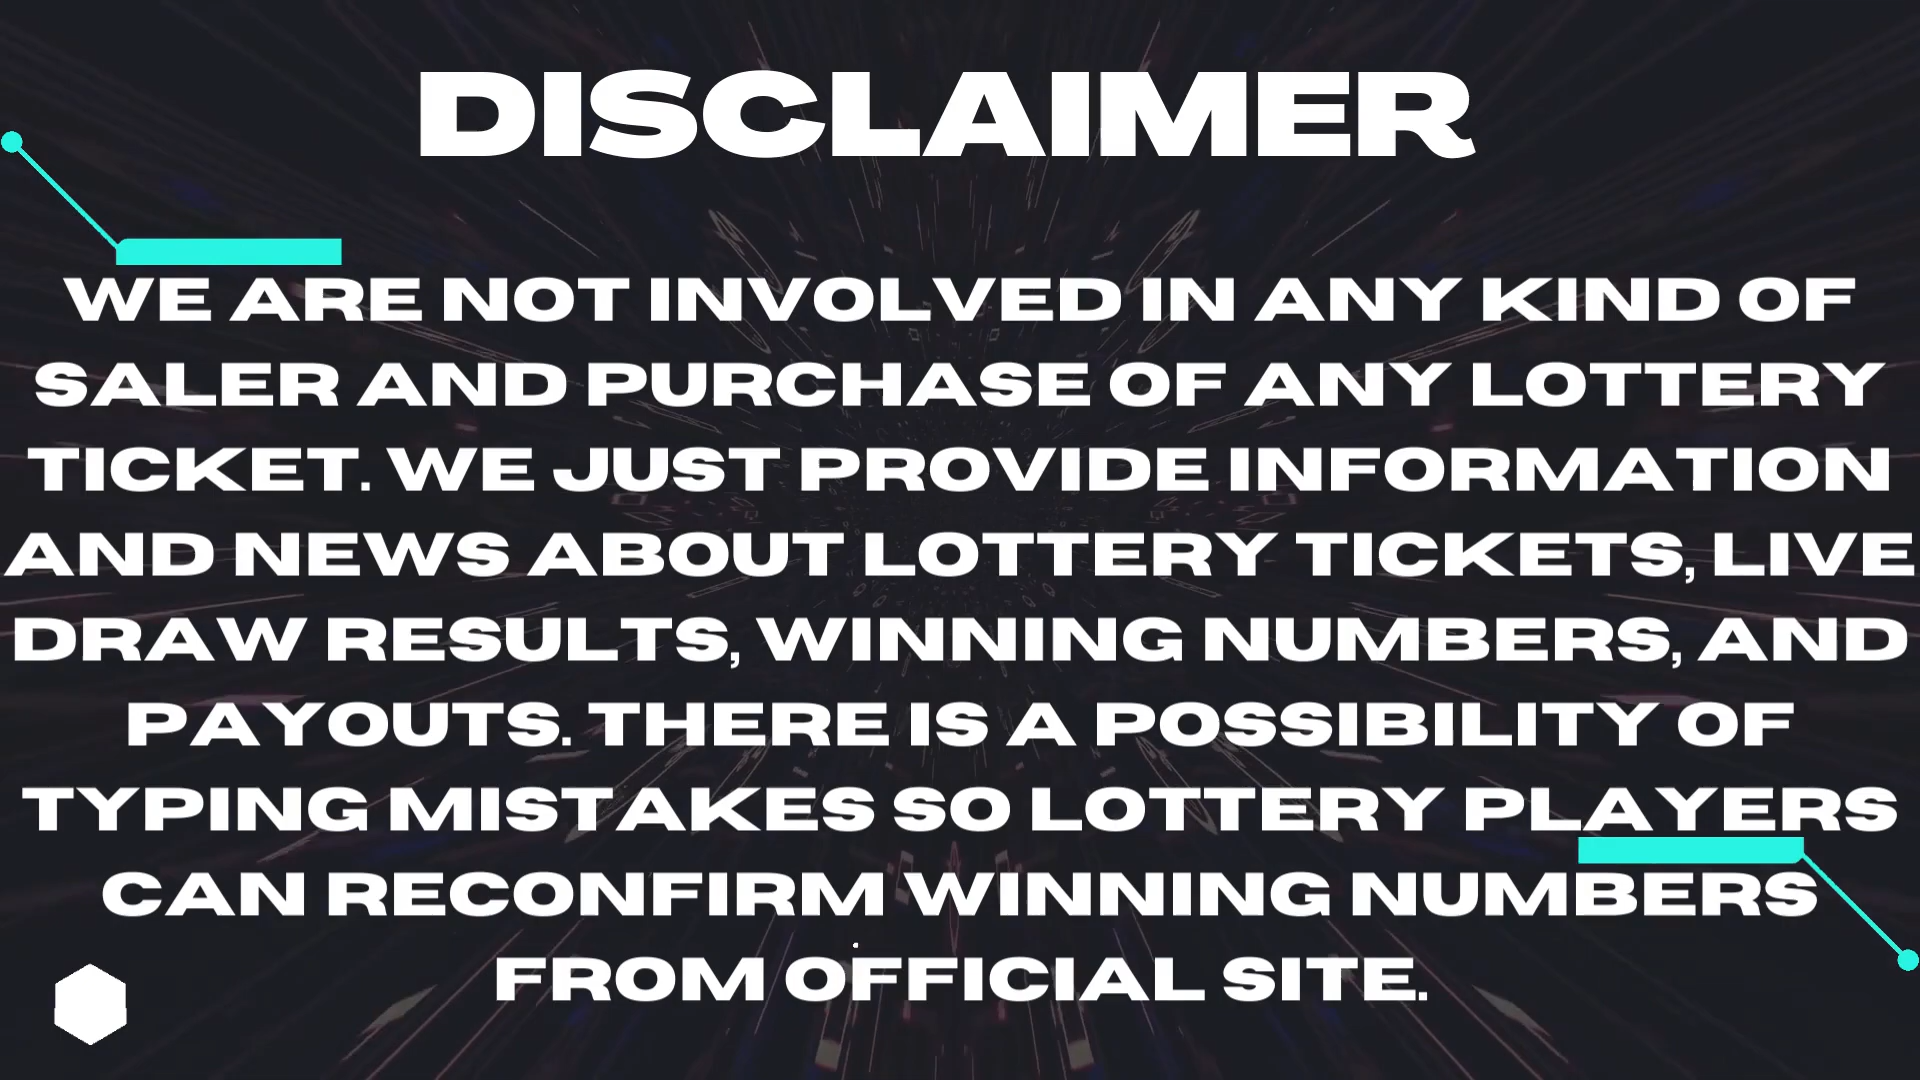 DISCLAIMER
WE ARE NOT INVOLVED IN ANY KIND OF
SALER AND PURCHASE OF ANY LOTTERY
TICKET. WE JUST PROVIDE INFORMATION
AND NEWS ABOUT LOTTERY TICKETS, LIVE
DRAW RESULTS, WINNING NUMBERS, AND
PAYOUTS. THERE IS A POSSIBILITY OF
TYPING MISTAKES SO LOTTERY PLAYERS
CAN RECONFIRM WINNING NUMBERS
FROM OFFICIAL SITE.